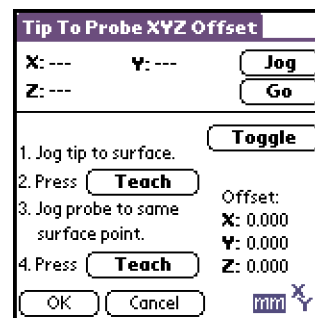 Tip To Probe XYZ Offset
X: --- Y: --- Jog
Z: --- Go
Toggle
1. Jog tip to surface.
2. Press Teach
3. Jog probe to same
surface point.
4. Press Teach
Offset:
X: 0.000
Y: 0.000
Z: 0.000
OK Cancel mm X Y